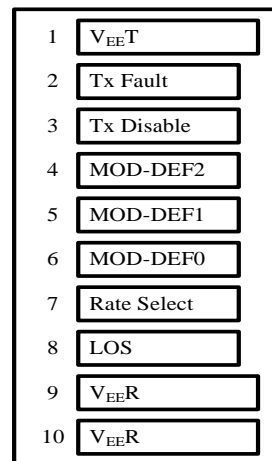 1 VEET
2 Tx Fault
3 Tx Disable
4 MOD-DEF2
5 MOD-DEF1
6 MOD-DEF0
7 Rate Select
8 LOS
9 VEER
10 VEER